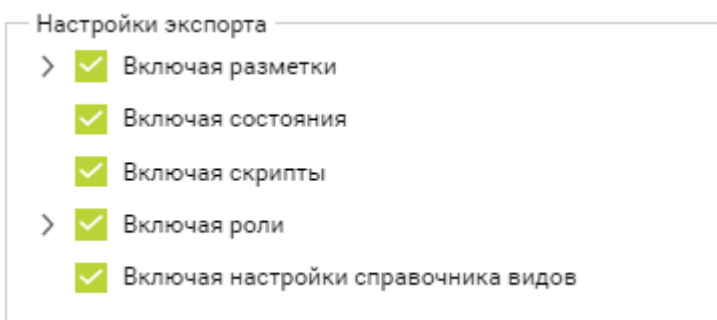 Настройки экспорта
Включая разметки
Включая состояния
Включая скрипты
Включая роли
Включая настройки справочника видов